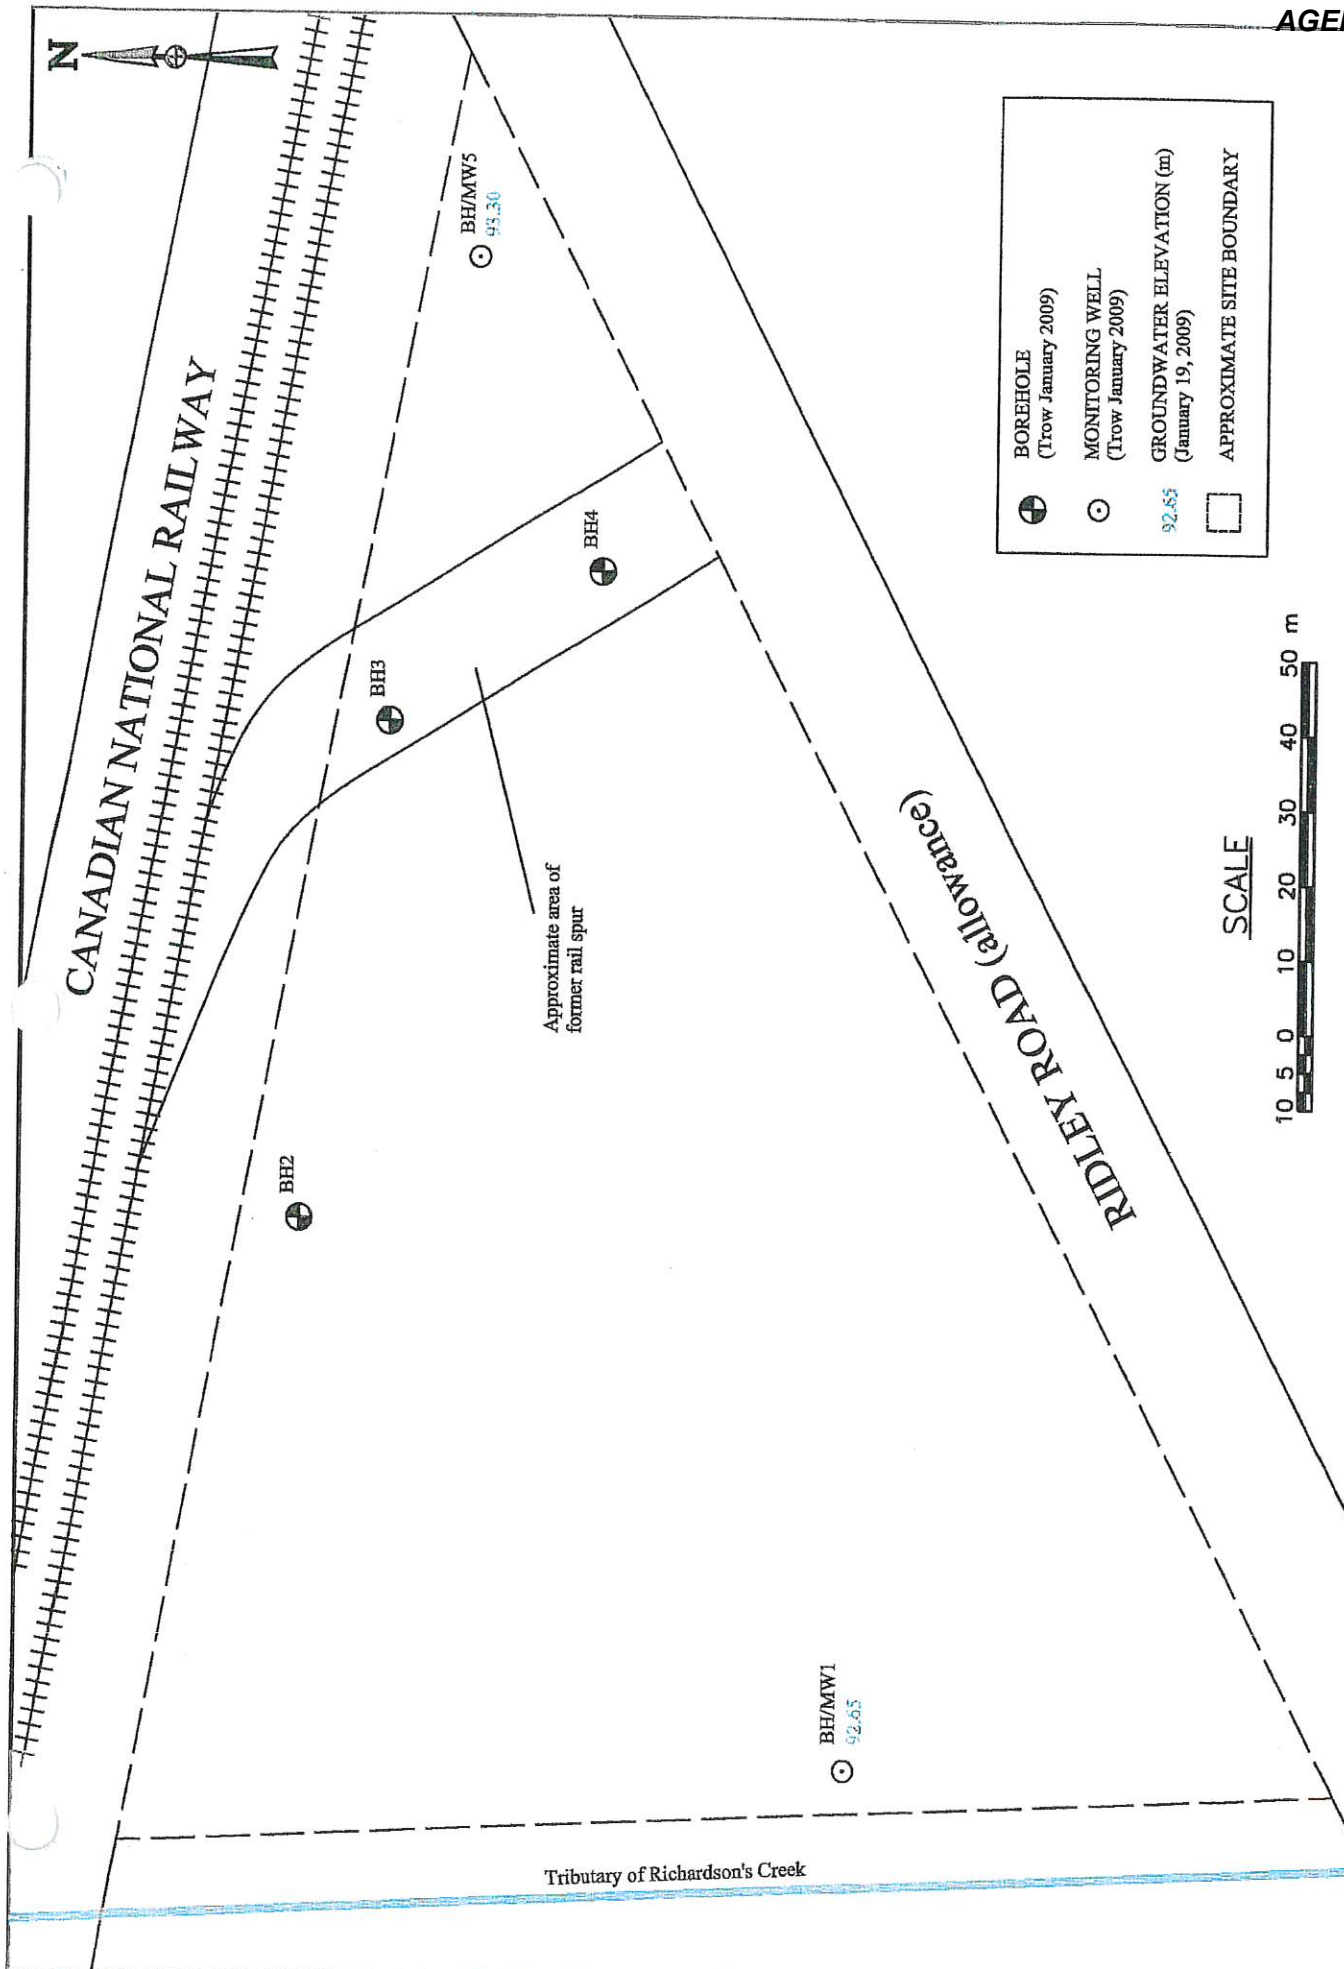 AGE
N
CANADIAN NATIONAL RAILWAY
BH/MW5
93.30
BH3
BH4
BH2
Approximate area of
former rail spur
RIDLEY ROAD (allowance)
BH/MW1
92.65
Tributary of Richardson's Creek
BOREHOLE
(Trow January 2009)
MONITORING WELL
(Trow January 2009)
92.65
GROUNDWATER ELEVATION (m)
(January 19, 2009)
APPROXIMATE SITE BOUNDARY
SCALE
10 5 0 10 20 30 40 50 m